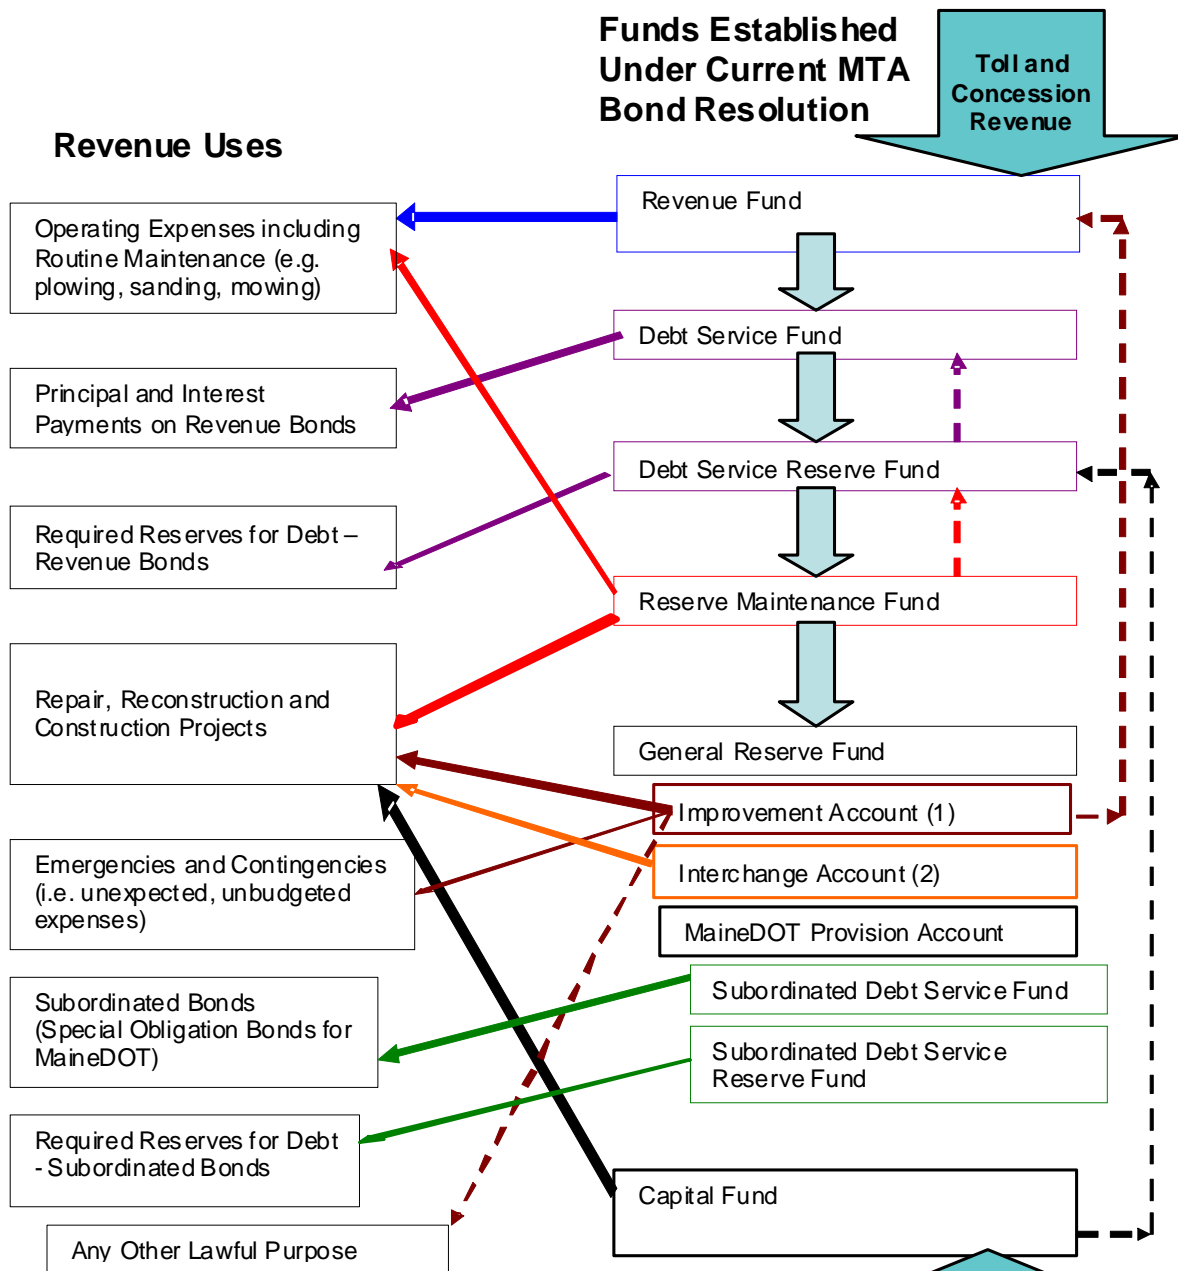 Funds Established
Under Current MTA
Bond Resolution
Toll and
Concession
Revenue
Revenue Uses
Operating Expenses including
Routine Maintenance (e.g.
plowing, sanding, mowing)
Principal and Interest
Payments on Revenue Bonds
Required Reserves for Debt –
Revenue Bonds
Repair, Reconstruction and
Construction Projects
Emergencies and Contingencies
(i.e. unexpected, unbudgeted
expenses)
Subordinated Bonds
(Special Obligation Bonds for
MaineDOT)
Required Reserves for Debt
- Subordinated Bonds
Any Other Lawful Purpose
Revenue Fund
Debt Service Fund
Debt Service Reserve Fund
Reserve Maintenance Fund
General Reserve Fund
Improvement Account (1)
Interchange Account (2)
MaineDOT Provision Account
Subordinated Debt Service Fund
Subordinated Debt Service
Reserve Fund
Capital Fund